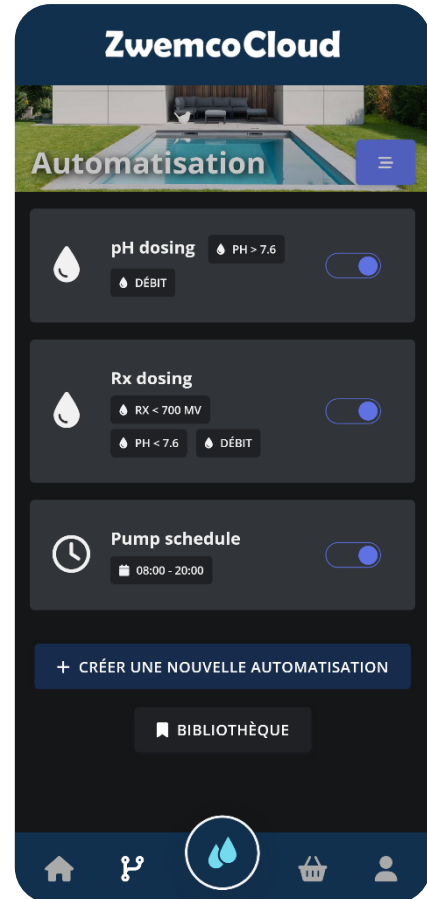 ZwemcoCloud
Automatisation
pH dosing
PH > 7.6
DÉBIT
Rx dosing
RX < 700 MV
PH < 7.6
DÉBIT
Pump schedule
08:00 - 20:00
+ CRÉER UNE NOUVELLE AUTOMATISATION
BIBLIOTHÈQUE